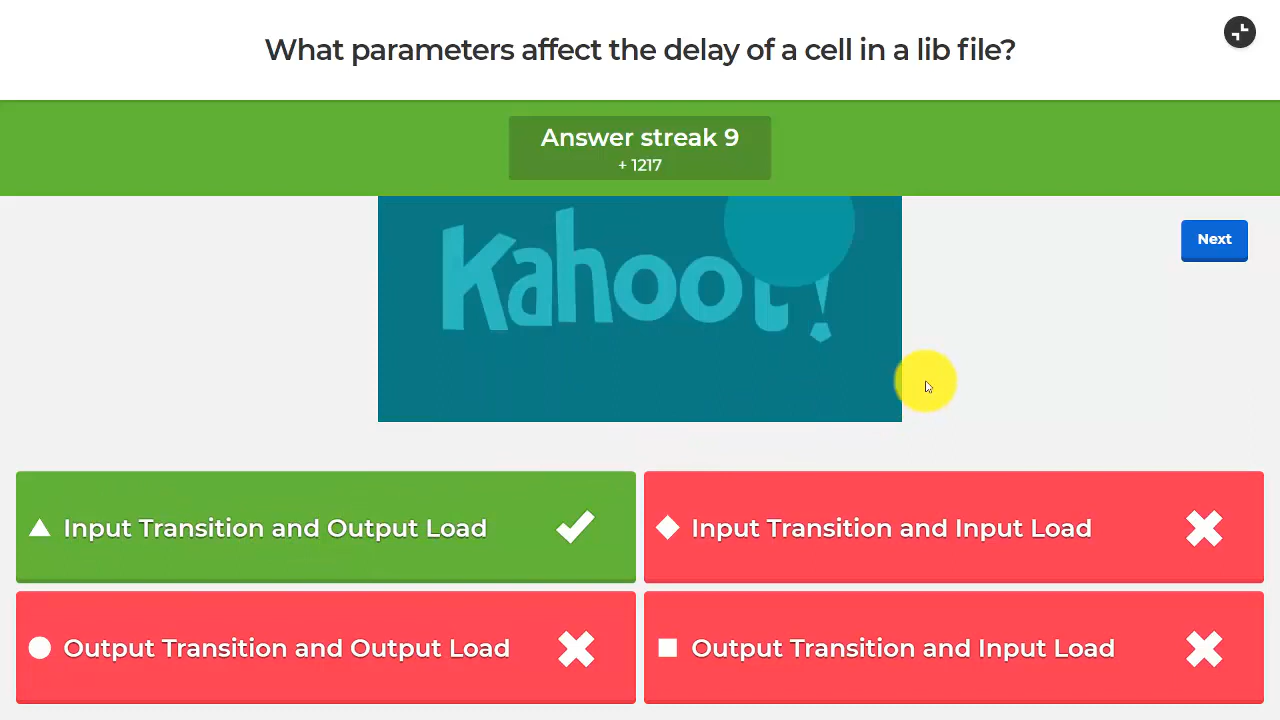 What parameters affect the delay of a cell in a lib file?
Answer streak 9
+ 1217
Kahoot!
Next
Input Transition and Output Load
Input Transition and Input Load
Output Transition and Output Load
Output Transition and Input Load